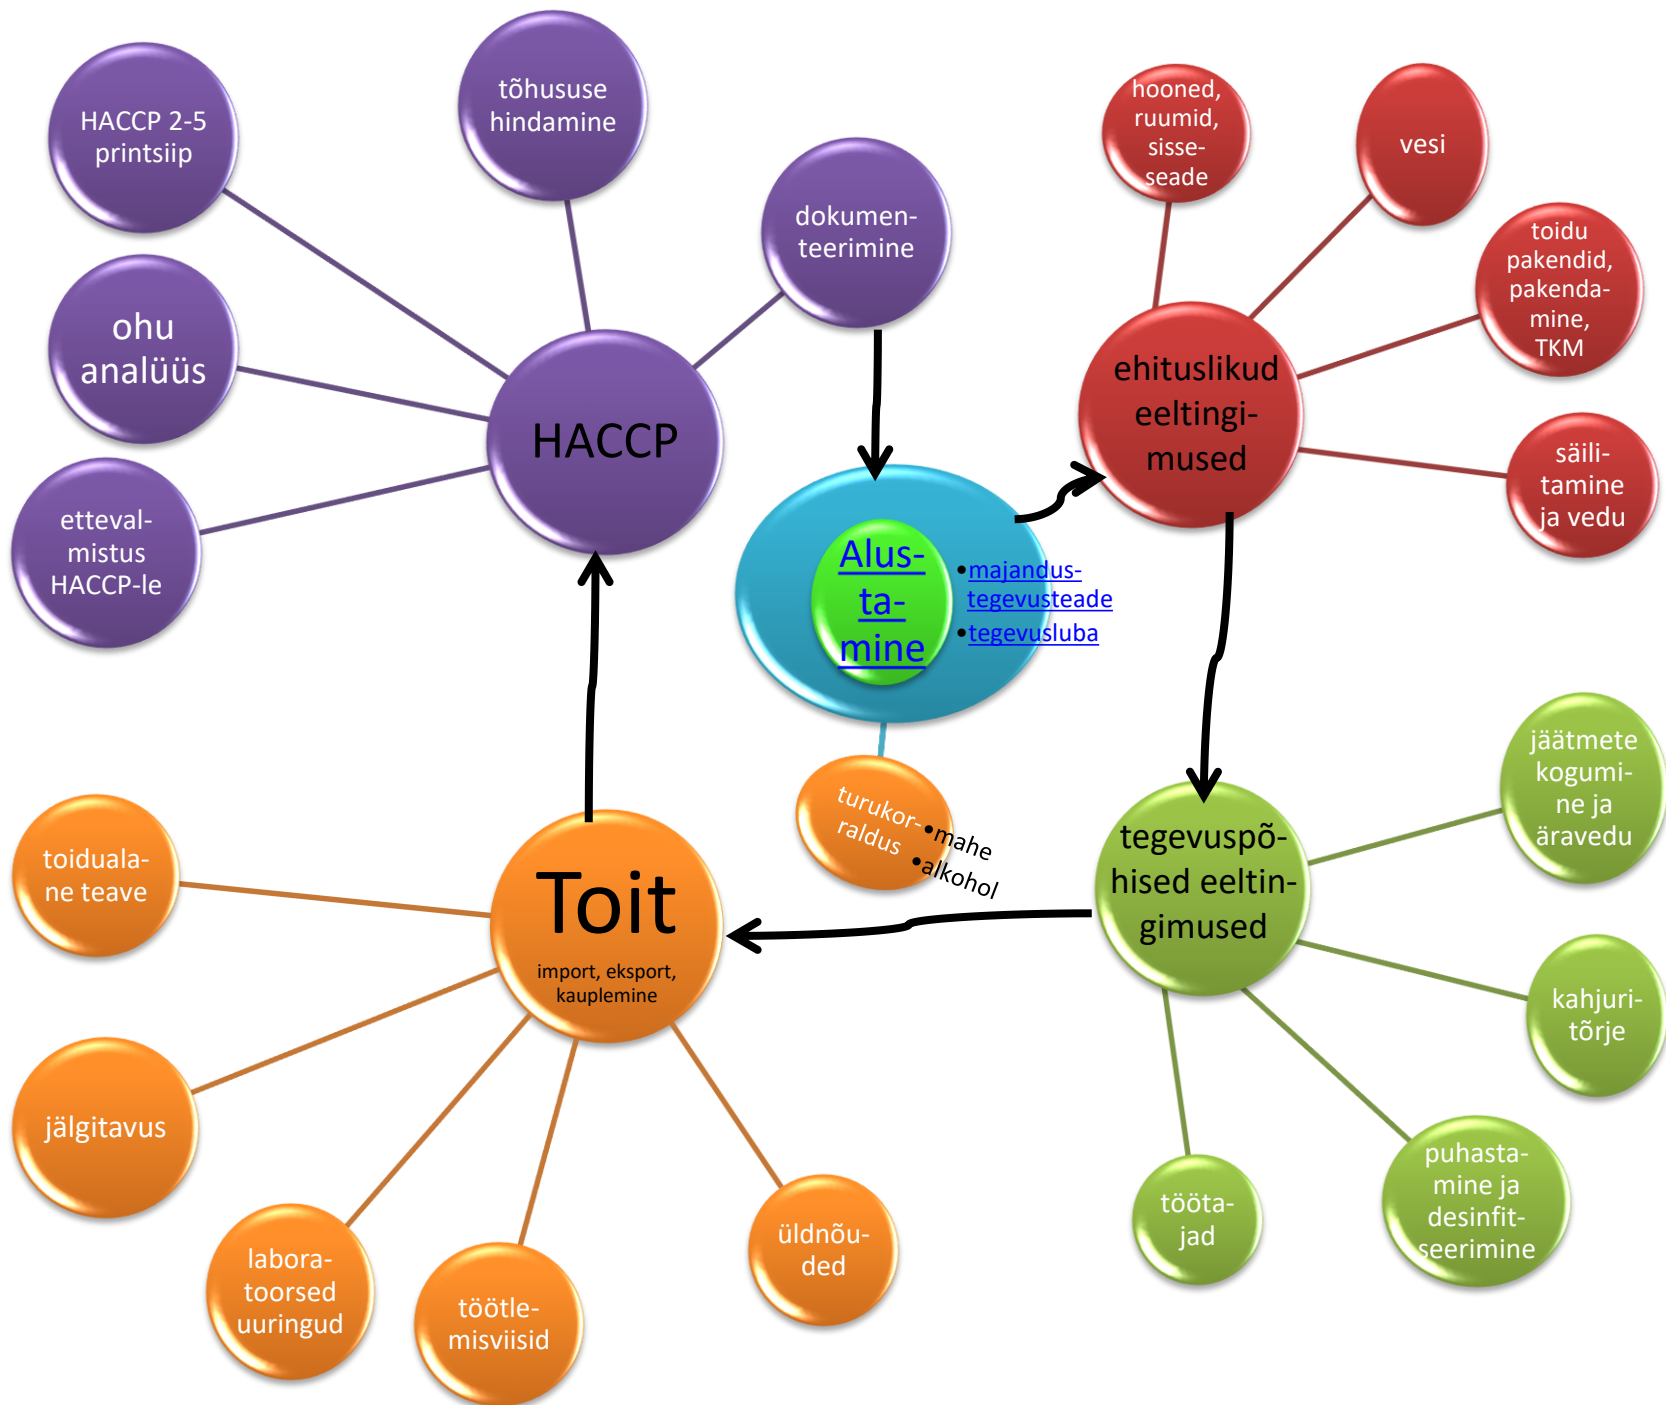 HACCP 2-5
printsiip
tõhususe
hindamine
dokumen-
teerimine
ohu
analüüs
etteval-
mistus
HACCP-le
HACCP
hooned,
ruumid,
sisse-
seade
vesi
toidu
pakendid,
pakenda-
mine,
TKM
säili-
tamine
ja vedu
ehituslikud
eeltingi-
mused
Alus-
ta-
mine
•majandus-
tegevusteade
•tegevusluba
turukor-
raldus
•mahe
•alkohol
jäätmete
kogumi-
ne ja
äravedu
kahjuri-
tõrje
puhasta-
mine ja
desinfit-
seerimine
tööta-
jad
tegevuspõ-
hised eeltin-
gimused
Toit
import, eksport,
kauplemine
toiduala-
ne teave
jälgitavus
labora-
toorsed
uuringud
töötle-
misviisid
üldnõu-
ded